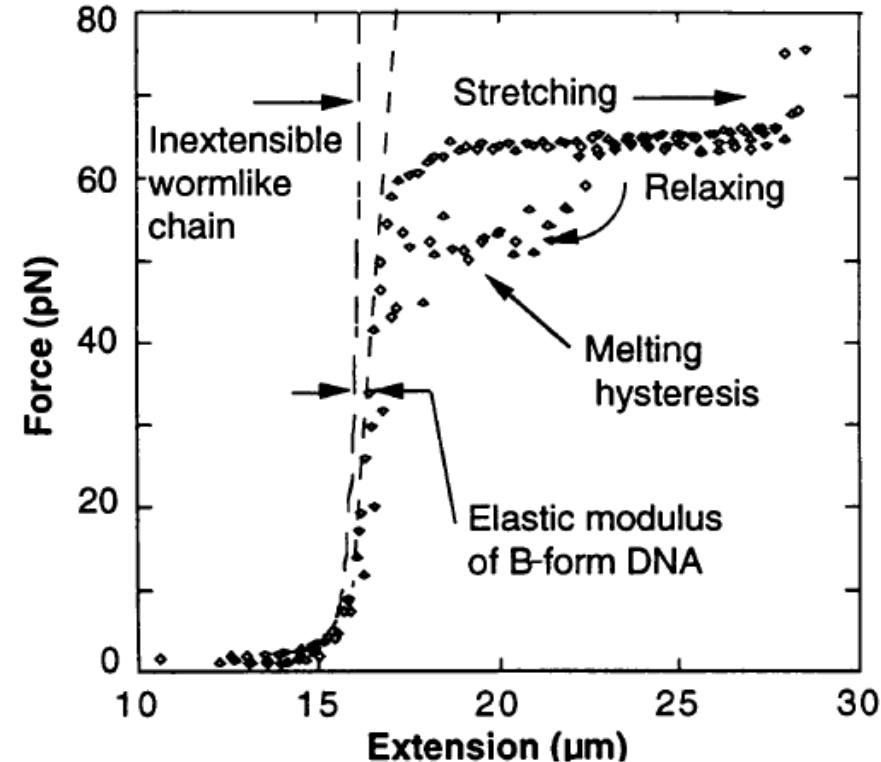 80
60
40
20
0
10
15
20
25
30
Force (pN)
Extension (μm)
Stretching
Inextensible
wormlike
chain
Relaxing
Melting
hysteresis
Elastic modulus
of B-form DNA